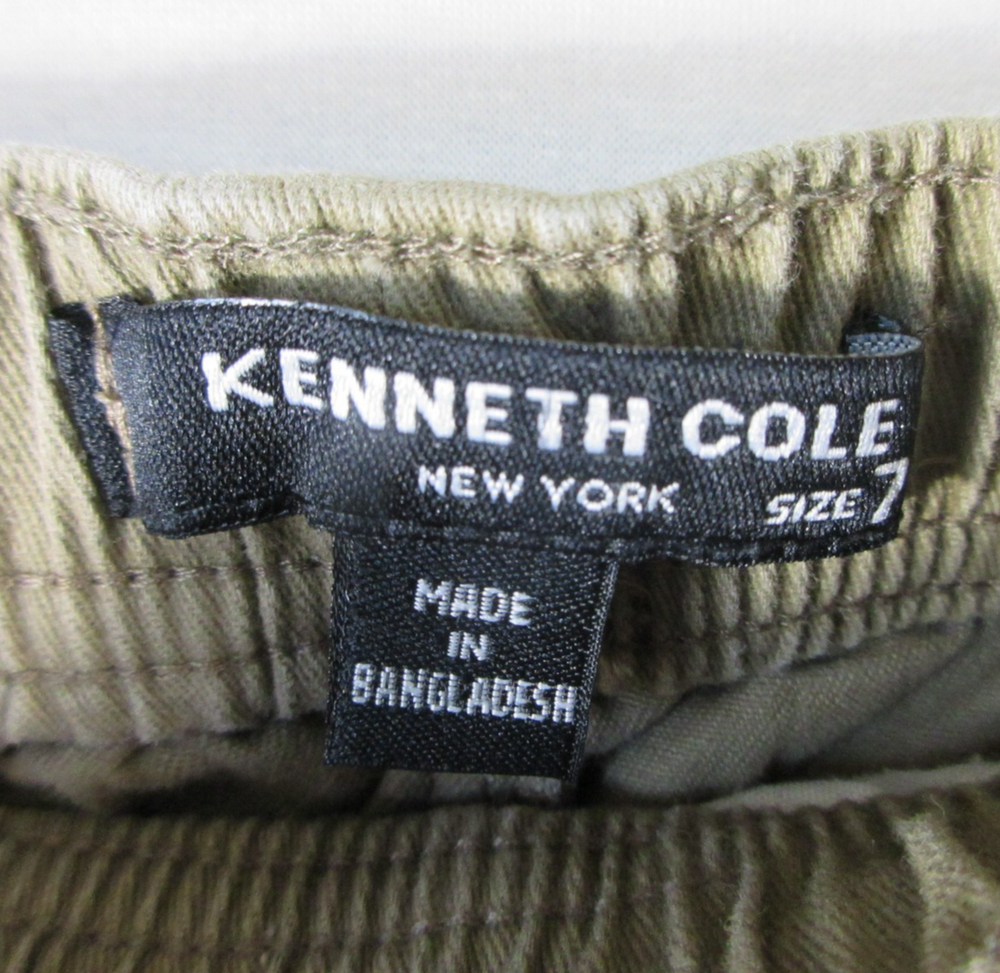 KENNETH COLE
NEW YORK
SIZE 7
MADE
IN
BANGLADESH